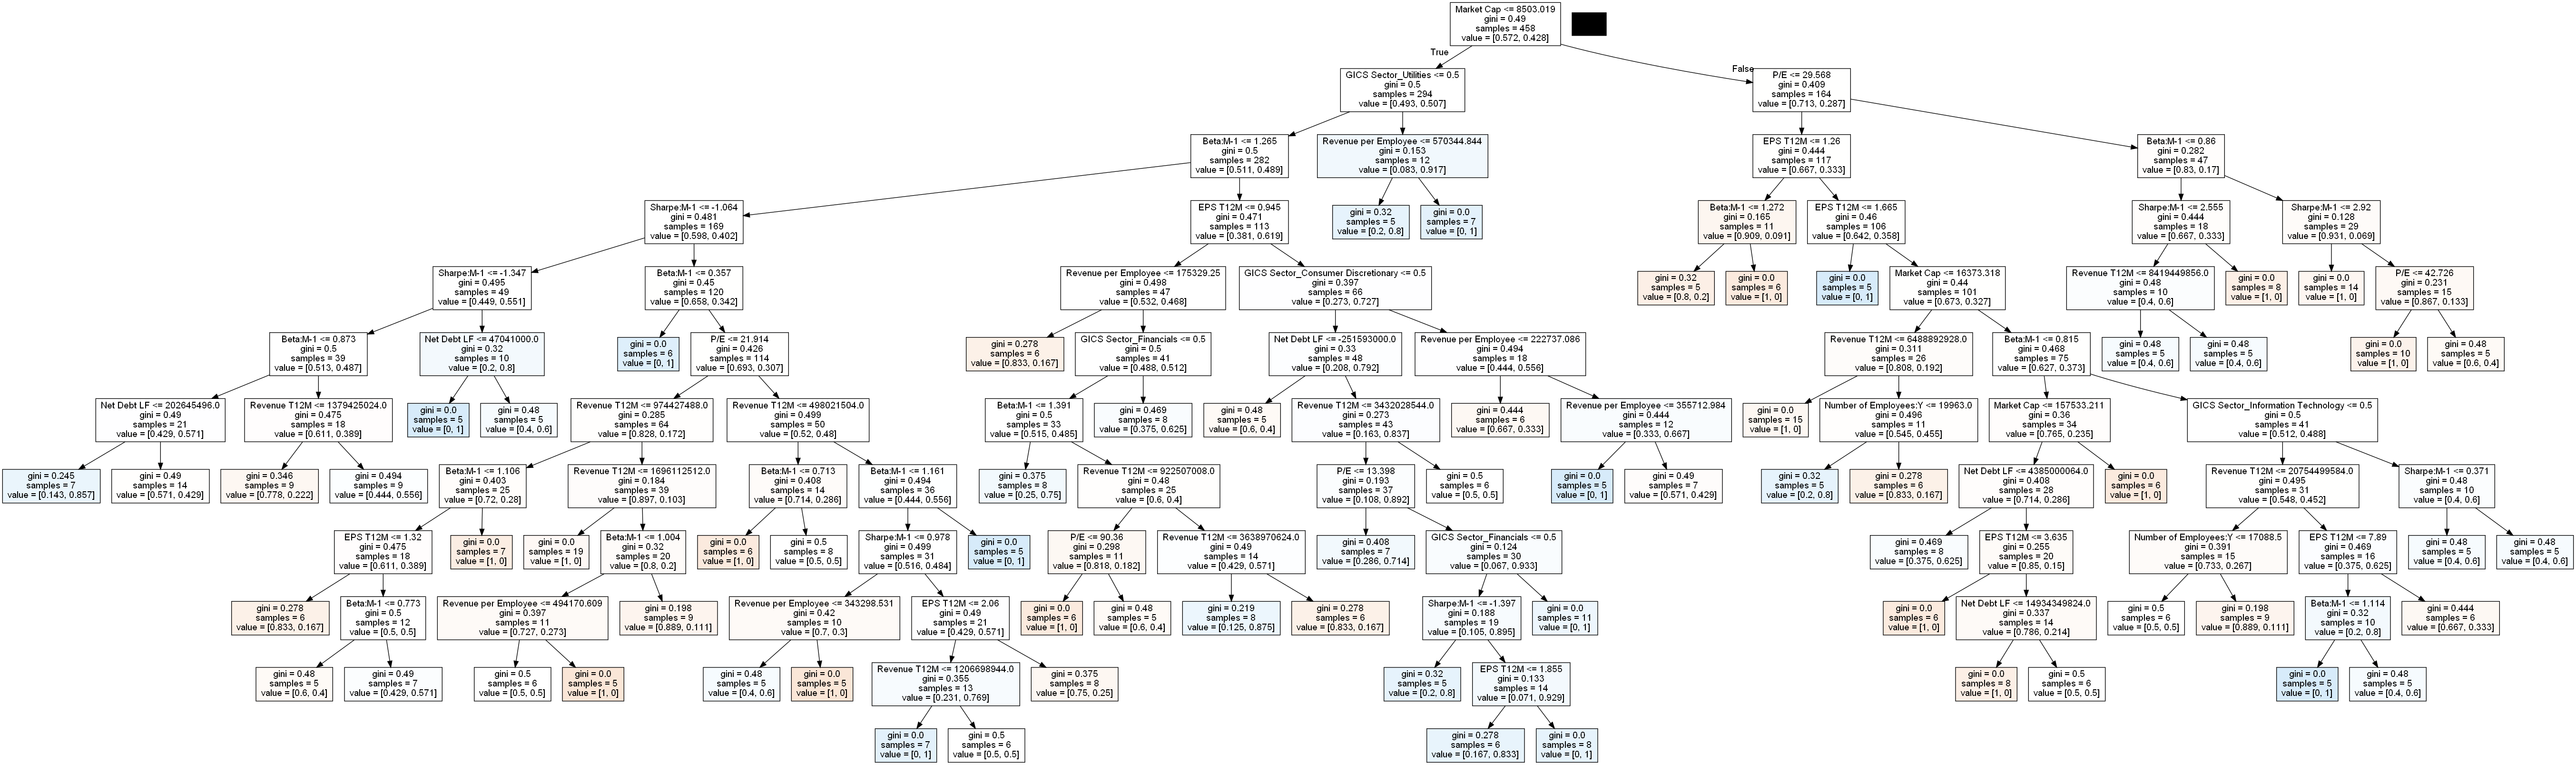 Market Cap <= 8503.019
gini = 0.49
samples = 458
value = [0.572, 0.428]
True
False
GICS Sector_Utilities <= 0.5
gini = 0.5
samples = 294
value = [0.493, 0.507]
P/E <= 29.568
gini = 0.409
samples = 164
value = [0.713, 0.287]
Beta:M-1 <= 1.265
gini = 0.5
samples = 282
value = [0.511, 0.489]
Revenue per Employee <= 570344.844
gini = 0.153
samples = 12
value = [0.083, 0.917]
EPS T12M <= 1.26
gini = 0.444
samples = 117
value = [0.667, 0.333]
Beta:M-1 <= 0.86
gini = 0.282
samples = 47
value = [0.83, 0.17]
Sharpe:M-1 <= -1.064
gini = 0.481
samples = 169
value = [0.598, 0.402]
EPS T12M <= 0.945
gini = 0.471
samples = 113
value = [0.381, 0.619]
gini = 0.32
samples = 5
value = [0.2, 0.8]
gini = 0.0
samples = 7
value = [0, 1]
Beta:M-1 <= 1.272
gini = 0.165
samples = 11
value = [0.909, 0.091]
EPS T12M <= 1.665
gini = 0.46
samples = 106
value = [0.642, 0.358]
Sharpe:M-1 <= 2.555
gini = 0.444
samples = 18
value = [0.667, 0.333]
Sharpe:M-1 <= 2.92
gini = 0.128
samples = 29
value = [0.931, 0.069]
Sharpe:M-1 <= -1.347
gini = 0.495
samples = 49
value = [0.449, 0.551]
Beta:M-1 <= 0.357
gini = 0.45
samples = 120
value = [0.658, 0.342]
Revenue per Employee <= 175329.25
gini = 0.498
samples = 47
value = [0.532, 0.468]
GICS Sector_Consumer Discretionary <= 0.5
gini = 0.397
samples = 66
value = [0.273, 0.727]
gini = 0.32
samples = 5
value = [0.8, 0.2]
gini = 0.0
samples = 6
value = [1, 0]
gini = 0.0
samples = 5
value = [0, 1]
Market Cap <= 16373.318
gini = 0.44
samples = 101
value = [0.673, 0.327]
Revenue T12M <= 8419449856.0
gini = 0.48
samples = 10
value = [0.4, 0.6]
gini = 0.0
samples = 8
value = [1, 0]
gini = 0.0
samples = 14
value = [1, 0]
P/E <= 42.726
gini = 0.231
samples = 15
value = [0.867, 0.133]
Beta:M-1 <= 0.873
gini = 0.5
samples = 39
value = [0.513, 0.487]
Net Debt LF <= 47041000.0
gini = 0.32
samples = 10
value = [0.2, 0.8]
gini = 0.0
samples = 6
value = [0, 1]
P/E <= 21.914
gini = 0.426
samples = 114
value = [0.693, 0.307]
gini = 0.278
samples = 6
value = [0.833, 0.167]
GICS Sector_Financials <= 0.5
gini = 0.5
samples = 41
value = [0.488, 0.512]
Net Debt LF <= -251593000.0
gini = 0.33
samples = 48
value = [0.208, 0.792]
Revenue per Employee <= 222737.086
gini = 0.494
samples = 18
value = [0.444, 0.556]
Revenue T12M <= 6488892928.0
gini = 0.311
samples = 26
value = [0.808, 0.192]
Beta:M-1 <= 0.815
gini = 0.468
samples = 75
value = [0.627, 0.373]
gini = 0.48
samples = 5
value = [0.4, 0.6]
gini = 0.48
samples = 5
value = [0.4, 0.6]
gini = 0.0
samples = 10
value = [1, 0]
gini = 0.48
samples = 5
value = [0.6, 0.4]
Net Debt LF <= 202645496.0
gini = 0.49
samples = 21
value = [0.429, 0.571]
Revenue T12M <= 1379425024.0
gini = 0.475
samples = 18
value = [0.611, 0.389]
gini = 0.0
samples = 5
value = [0, 1]
gini = 0.48
samples = 5
value = [0.4, 0.6]
Revenue T12M <= 974427488.0
gini = 0.285
samples = 64
value = [0.828, 0.172]
Revenue T12M <= 498021504.0
gini = 0.499
samples = 50
value = [0.52, 0.48]
Beta:M-1 <= 1.391
gini = 0.5
samples = 33
value = [0.515, 0.485]
gini = 0.469
samples = 8
value = [0.375, 0.625]
gini = 0.48
samples = 5
value = [0.6, 0.4]
Revenue T12M <= 3432028544.0
gini = 0.273
samples = 43
value = [0.163, 0.837]
gini = 0.444
samples = 6
value = [0.667, 0.333]
Revenue per Employee <= 355712.984
gini = 0.444
samples = 12
value = [0.333, 0.667]
gini = 0.0
samples = 15
value = [1, 0]
Number of Employees:Y <= 19963.0
gini = 0.496
samples = 11
value = [0.545, 0.455]
Market Cap <= 157533.211
gini = 0.36
samples = 34
value = [0.765, 0.235]
GICS Sector_Information Technology <= 0.5
gini = 0.5
samples = 41
value = [0.512, 0.488]
gini = 0.245
samples = 7
value = [0.143, 0.857]
gini = 0.49
samples = 14
value = [0.571, 0.429]
gini = 0.346
samples = 9
value = [0.778, 0.222]
gini = 0.494
samples = 9
value = [0.444, 0.556]
Beta:M-1 <= 1.106
gini = 0.403
samples = 25
value = [0.72, 0.28]
Revenue T12M <= 1696112512.0
gini = 0.184
samples = 39
value = [0.897, 0.103]
Beta:M-1 <= 0.713
gini = 0.408
samples = 14
value = [0.714, 0.286]
Beta:M-1 <= 1.161
gini = 0.494
samples = 36
value = [0.444, 0.556]
gini = 0.375
samples = 8
value = [0.25, 0.75]
Revenue T12M <= 922507008.0
gini = 0.48
samples = 25
value = [0.6, 0.4]
P/E <= 13.398
gini = 0.193
samples = 37
value = [0.108, 0.892]
gini = 0.5
samples = 6
value = [0.5, 0.5]
gini = 0.0
samples = 5
value = [0, 1]
gini = 0.49
samples = 7
value = [0.571, 0.429]
gini = 0.32
samples = 5
value = [0.2, 0.8]
gini = 0.278
samples = 6
value = [0.833, 0.167]
Net Debt LF <= 4385000064.0
gini = 0.408
samples = 28
value = [0.714, 0.286]
gini = 0.0
samples = 6
value = [1, 0]
Revenue T12M <= 20754499584.0
gini = 0.495
samples = 31
value = [0.548, 0.452]
Sharpe:M-1 <= 0.371
gini = 0.48
samples = 10
value = [0.4, 0.6]
EPS T12M <= 1.32
gini = 0.475
samples = 18
value = [0.611, 0.389]
gini = 0.0
samples = 7
value = [1, 0]
gini = 0.0
samples = 19
value = [1, 0]
Beta:M-1 <= 1.004
gini = 0.32
samples = 20
value = [0.8, 0.2]
gini = 0.0
samples = 6
value = [1, 0]
gini = 0.5
samples = 8
value = [0.5, 0.5]
Sharpe:M-1 <= 0.978
gini = 0.499
samples = 31
value = [0.516, 0.484]
gini = 0.0
samples = 5
value = [0, 1]
P/E <= 90.36
gini = 0.298
samples = 11
value = [0.818, 0.182]
Revenue T12M <= 3638970624.0
gini = 0.49
samples = 14
value = [0.429, 0.571]
gini = 0.408
samples = 7
value = [0.286, 0.714]
GICS Sector_Financials <= 0.5
gini = 0.124
samples = 30
value = [0.067, 0.933]
gini = 0.469
samples = 8
value = [0.375, 0.625]
EPS T12M <= 3.635
gini = 0.255
samples = 20
value = [0.85, 0.15]
Number of Employees:Y <= 17088.5
gini = 0.391
samples = 15
value = [0.733, 0.267]
EPS T12M <= 7.89
gini = 0.469
samples = 16
value = [0.375, 0.625]
gini = 0.48
samples = 5
value = [0.4, 0.6]
gini = 0.48
samples = 5
value = [0.4, 0.6]
gini = 0.278
samples = 6
value = [0.833, 0.167]
Beta:M-1 <= 0.773
gini = 0.5
samples = 12
value = [0.5, 0.5]
Revenue per Employee <= 494170.609
gini = 0.397
samples = 11
value = [0.727, 0.273]
gini = 0.198
samples = 9
value = [0.889, 0.111]
Revenue per Employee <= 343298.531
gini = 0.42
samples = 10
value = [0.7, 0.3]
EPS T12M <= 2.06
gini = 0.49
samples = 21
value = [0.429, 0.571]
gini = 0.0
samples = 6
value = [1, 0]
gini = 0.48
samples = 5
value = [0.6, 0.4]
gini = 0.219
samples = 8
value = [0.125, 0.875]
gini = 0.278
samples = 6
value = [0.833, 0.167]
Sharpe:M-1 <= -1.397
gini = 0.188
samples = 19
value = [0.105, 0.895]
gini = 0.0
samples = 11
value = [0, 1]
gini = 0.0
samples = 6
value = [1, 0]
Net Debt LF <= 14934349824.0
gini = 0.337
samples = 14
value = [0.786, 0.214]
gini = 0.5
samples = 6
value = [0.5, 0.5]
gini = 0.198
samples = 9
value = [0.889, 0.111]
Beta:M-1 <= 1.114
gini = 0.32
samples = 10
value = [0.2, 0.8]
gini = 0.444
samples = 6
value = [0.667, 0.333]
gini = 0.48
samples = 5
value = [0.6, 0.4]
gini = 0.49
samples = 7
value = [0.429, 0.571]
gini = 0.5
samples = 6
value = [0.5, 0.5]
gini = 0.0
samples = 5
value = [1, 0]
gini = 0.48
samples = 5
value = [0.4, 0.6]
gini = 0.0
samples = 5
value = [1, 0]
Revenue T12M <= 1206698944.0
gini = 0.355
samples = 13
value = [0.231, 0.769]
gini = 0.375
samples = 8
value = [0.75, 0.25]
gini = 0.32
samples = 5
value = [0.2, 0.8]
EPS T12M <= 1.855
gini = 0.133
samples = 14
value = [0.071, 0.929]
gini = 0.0
samples = 8
value = [1, 0]
gini = 0.5
samples = 6
value = [0.5, 0.5]
gini = 0.0
samples = 5
value = [0, 1]
gini = 0.48
samples = 5
value = [0.4, 0.6]
gini = 0.0
samples = 7
value = [0, 1]
gini = 0.5
samples = 6
value = [0.5, 0.5]
gini = 0.278
samples = 6
value = [0.167, 0.833]
gini = 0.0
samples = 8
value = [0, 1]